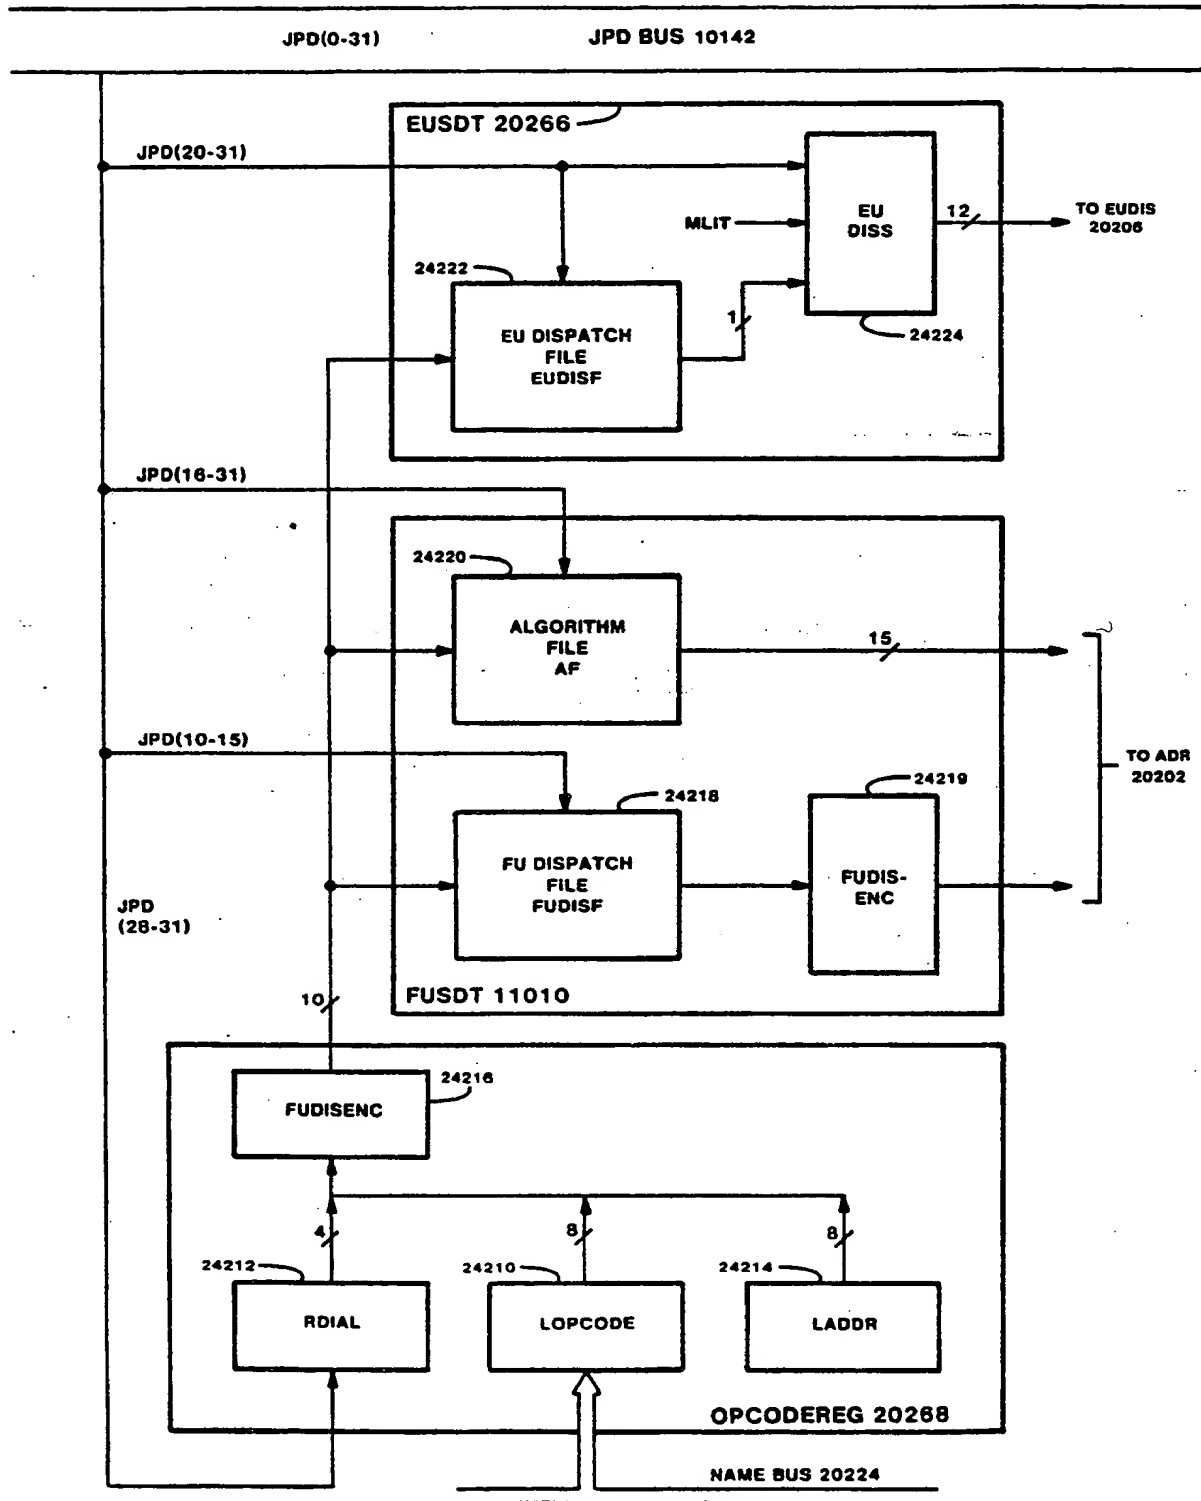 JPD(0-31)
JPD BUS 10142
EUSDT 20266
JPD(20-31)
MLIT
EU
DISS
12
TO EUDIS
20206
24222
1
24224
EU DISPATCH
FILE
EUDISF
JPD(16-31)
24220
ALGORITHM
FILE
AF
15
JPD(10-15)
TO ADR
20202
24218
24219
FU DISPATCH
FILE
FUDISF
FUDIS-
ENC
JPD
(28-31)
10
FUSDT 11010
24216
FUDISENC
4
8
8
24212
24210
24214
RDIAL
LOPCODE
LADDR
OPCODEREG 20268
NAME BUS 20224